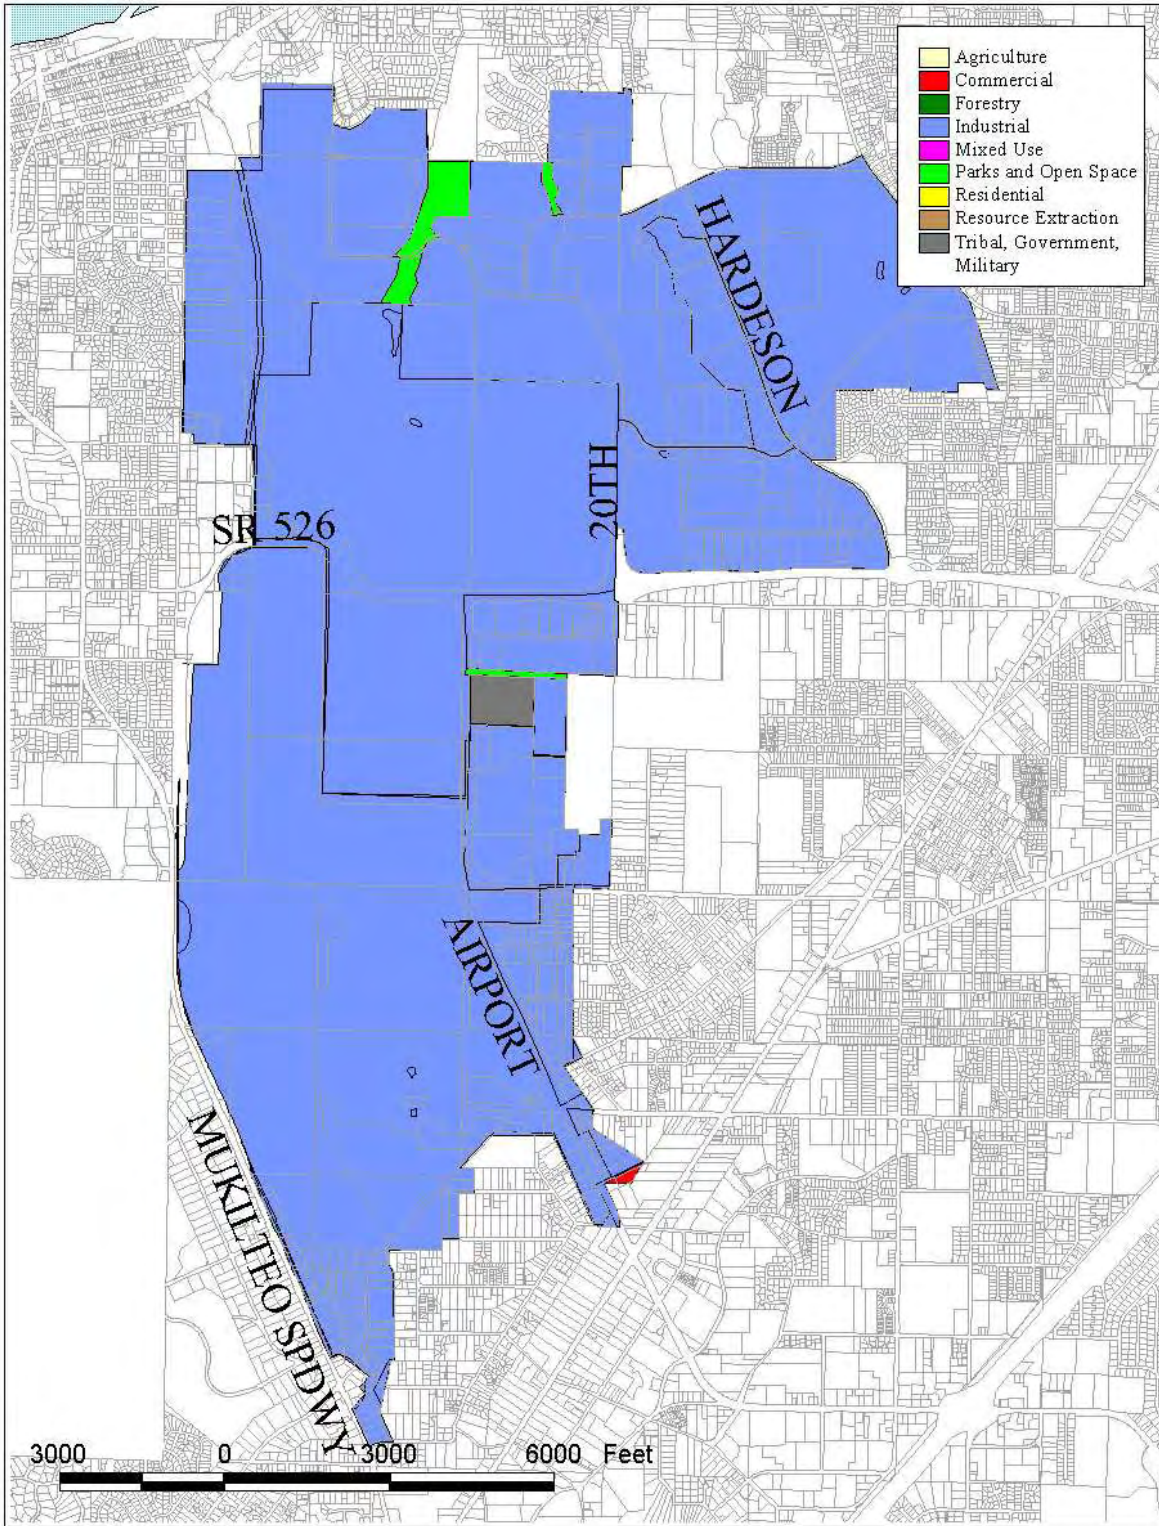 Agriculture
Commercial
Forestry
Industrial
Mixed Use
Parks and Open Space
Residential
Resource Extraction
Tribal, Government,
Military
HARDESON
20TH
SR 526
AIRPORT
MUKILTEO SPDWY
3000 0 3000 6000 Feet